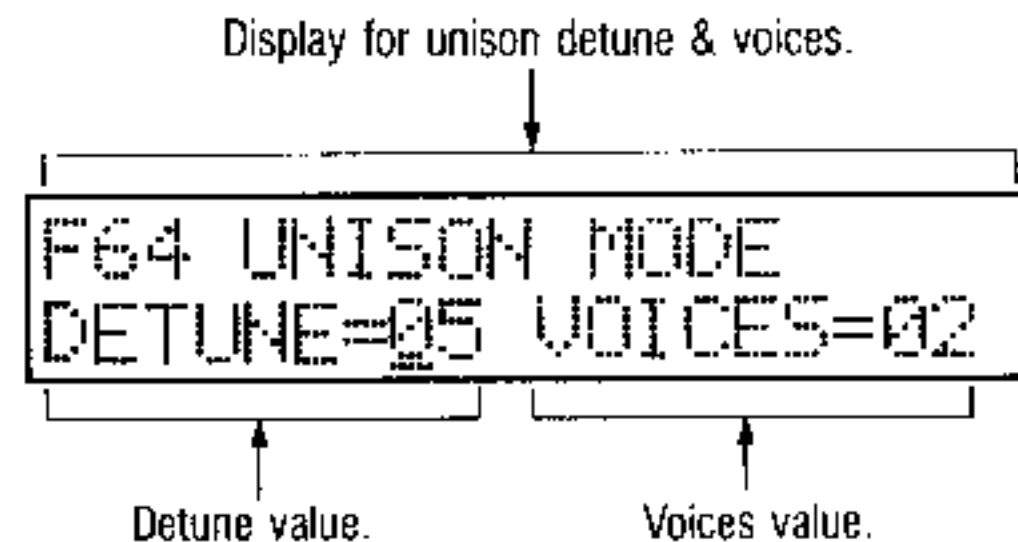 Display for unison detune & voices.
F64 UNISON MODE
DETUNE=05 VOICES=02
Detune value. Voices value.